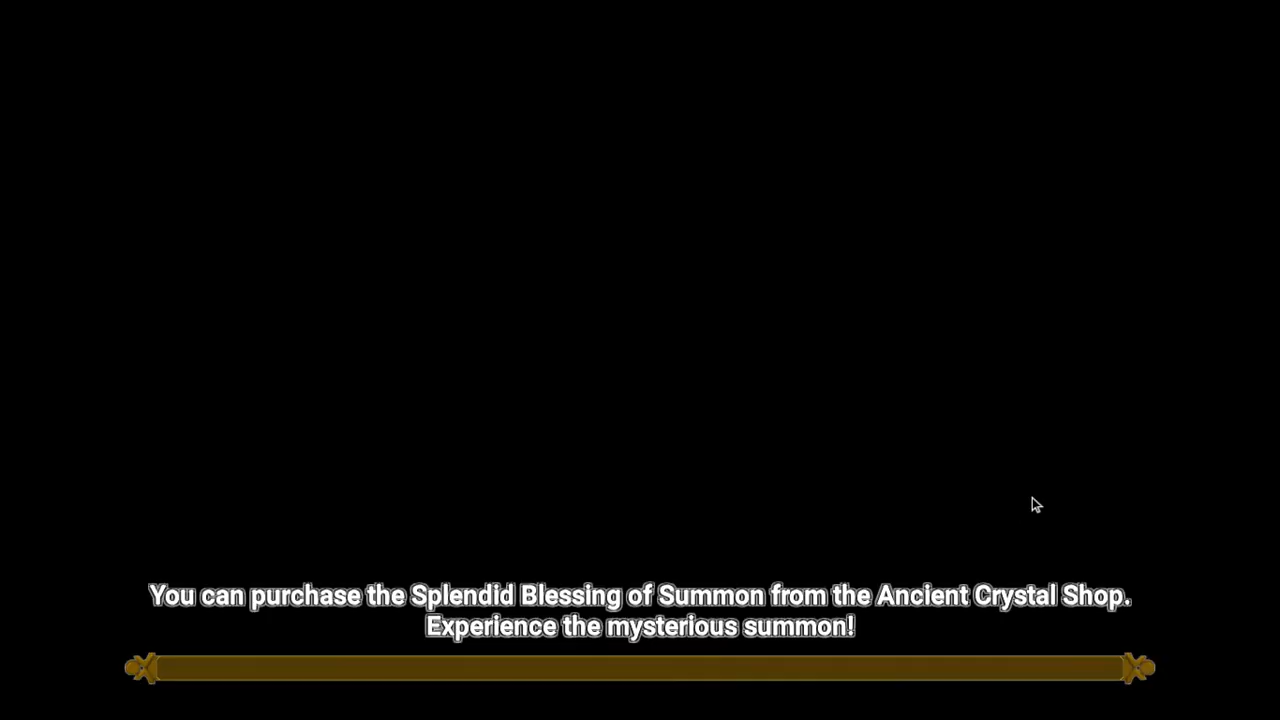 You can purchase the Splendid Blessing of Summon from the Ancient Crystal Shop.
Experience the mysterious summon!